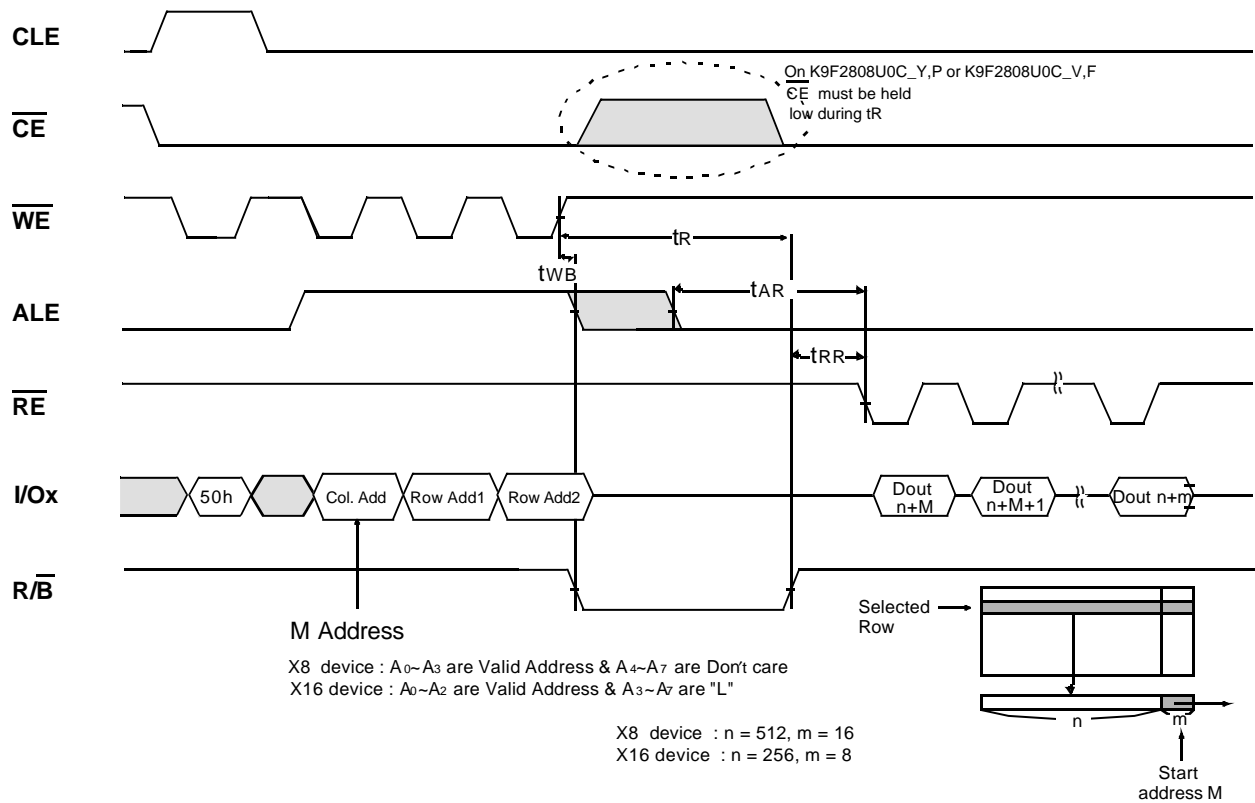 CLE
On K9F2808U0C_Y,P or K9F2808U0C_V,F
CE must be held
low during tR
CE
WE
tR
tWB
tAR
ALE
tRR
RE
I/Ox
50h
Col. Add
Row Add1
Row Add2
Dout
n+M
Dout
n+M+1
Dout n+m
R/B
Selected
Row
M Address
X8 device : A0~A3 are Valid Address & A4~A7 are Don't care
X16 device : A0~A2 are Valid Address & A3~A7 are "L"
n
m
X8 device : n = 512, m = 16
X16 device : n = 256, m = 8
Start
address M